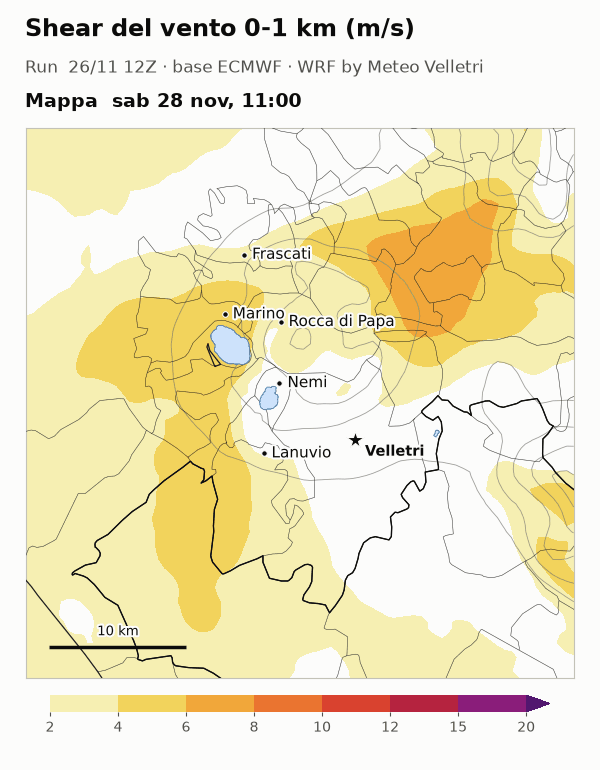 Shear del vento 0-1 km (m/s)
Run  26/11 12Z · base ECMWF · WRF by Meteo Velletri
Mappa  sab 28 nov, 11:00
Frascati
Marino
Rocca di Papa
Nemi
Velletri
Lanuvio
10 km
2 4 6 8 10 12 15 20